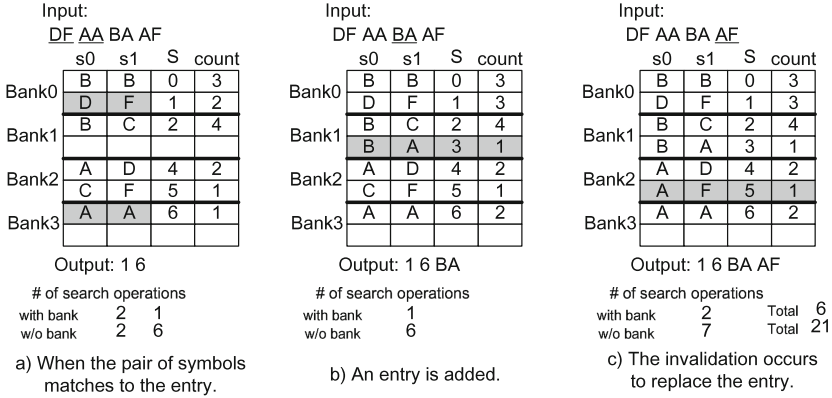 Input:
DF AA BA AF
s0 s1 S count
Bank0
B B 0 3
D F 1 2
Bank1
B C 2 4
Bank2
A D 4 2
C F 5 1
Bank3
A A 6 1
Output: 1 6
# of search operations
with bank 2 1
w/o bank 2 6
a) When the pair of symbols
matches to the entry.
Input:
DF AA BA AF
s0 s1 S count
Bank0
B B 0 3
D F 1 3
Bank1
B C 2 4
B A 3 1
Bank2
A D 4 2
C F 5 1
Bank3
A A 6 2
Output: 1 6 BA
# of search operations
with bank 1
w/o bank 6
b) An entry is added.
Input:
DF AA BA AF
s0 s1 S count
Bank0
B B 0 3
D F 1 3
Bank1
B C 2 4
B A 3 1
Bank2
A D 4 2
A F 5 1
Bank3
A A 6 2
Output: 1 6 BA AF
# of search operations
with bank 2 Total 6
w/o bank 7 Total 21
c) The invalidation occurs
to replace the entry.